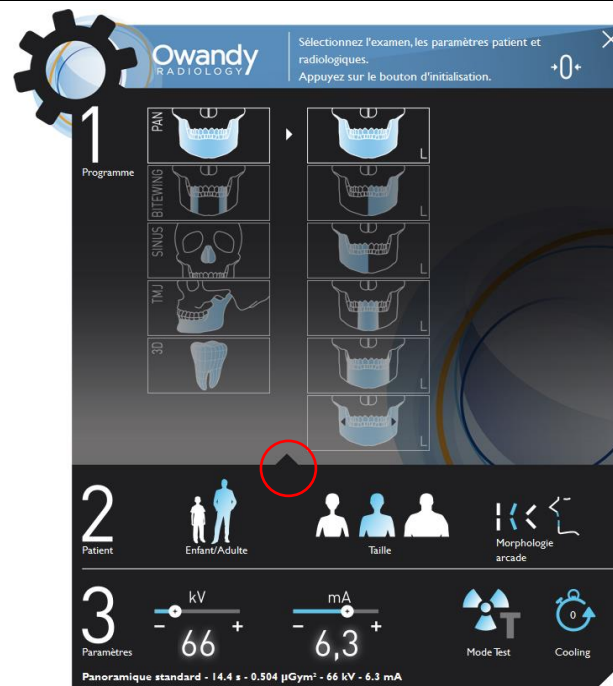 Owandy
RADIOLOGY
Sélectionnez l'examen, les paramètres patient et
radiologiques.
Appuyez sur le bouton d'initialisation.
0
1
Programme
PAN
L
BITEWING
L
SINUS
L
TMJ
L
3D
L
L
2
Patient
Enfant/Adulte
Taille
Morphologie
arcade
3
Paramètres
kV
- +
66
mA
- +
6,3
T
Mode Test
0
Cooling
Panoramique standard - 14.4 s - 0.504 µGym² - 66 kV - 6.3 mA